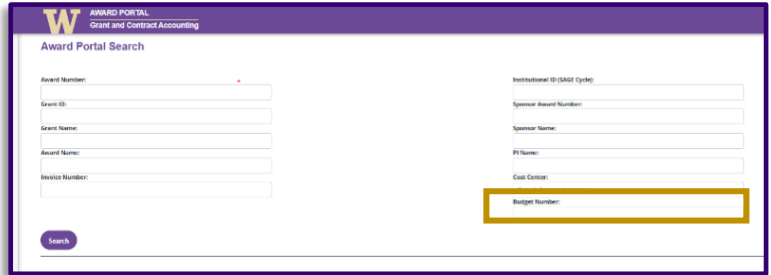 W
AWARD PORTAL
Grant and Contract Accounting
Award Portal Search
Award Number: *
Grant ID:
Grant Name:
Award Name:
Invoice Number:
Institutional ID (SAGE Cycle):
Sponsor Award Number:
Sponsor Name:
PI Name:
Cost Center:
Budget Number:
Search